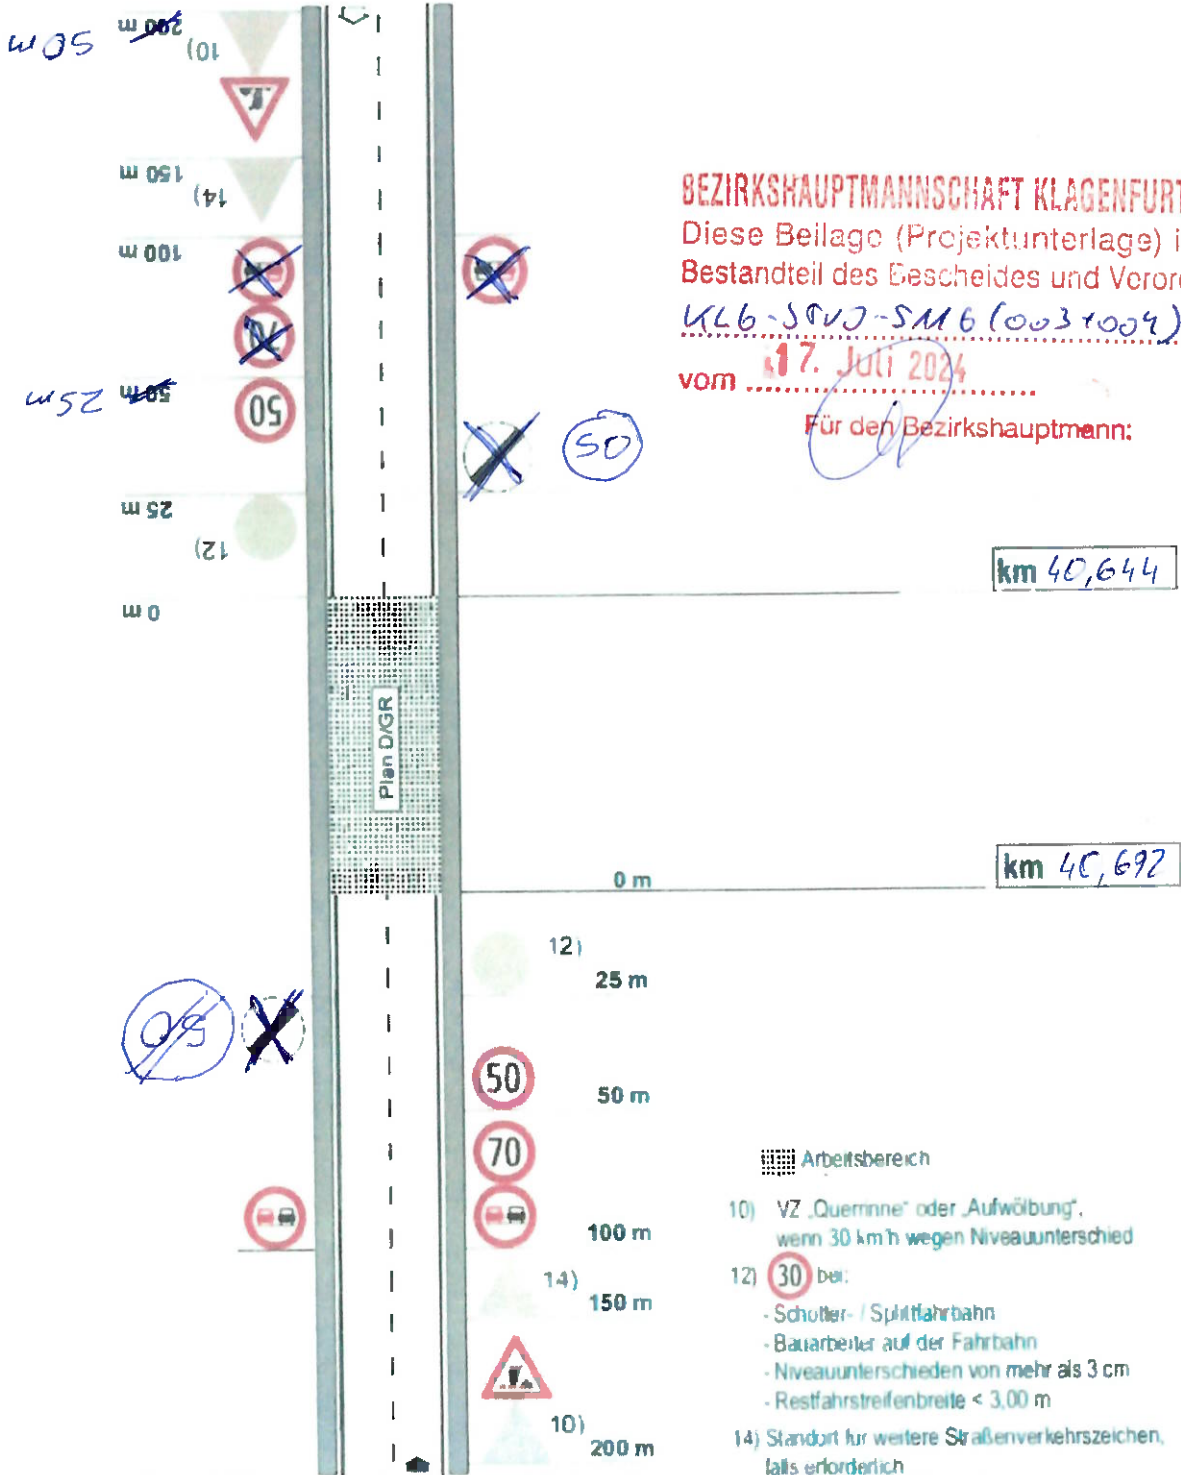 50 m
200 m
10)
150 m
14)
100 m
70
25 m
50 m
50
25 m
12)
0 m
BEZIRKSHAUPTMANNSCHAFT KLAGENFURT
Diese Beilage (Projektunterlage) i
Bestandteil des Bescheides und Veror
vom 17. Juli 2024
Für den Bezirkshauptmann:
50
km 40,644
Plan D/GR
0 m
km 40,692
12)
25 m
50
50
50 m
70
100 m
14)
150 m
10)
200 m
Arbeitsbereich
10) VZ „Querrinne" oder „Aufwölbung",
wenn 30 km/h wegen Niveauunterschied
12) 30 bei:
- Schotter- / Splittfahrbahn
- Bauarbeiter auf der Fahrbahn
- Niveauunterschieden von mehr als 3 cm
- Restfahrstreifenbreite < 3,00 m
14) Standort für weitere Straßenverkehrszeichen,
falls erforderlich